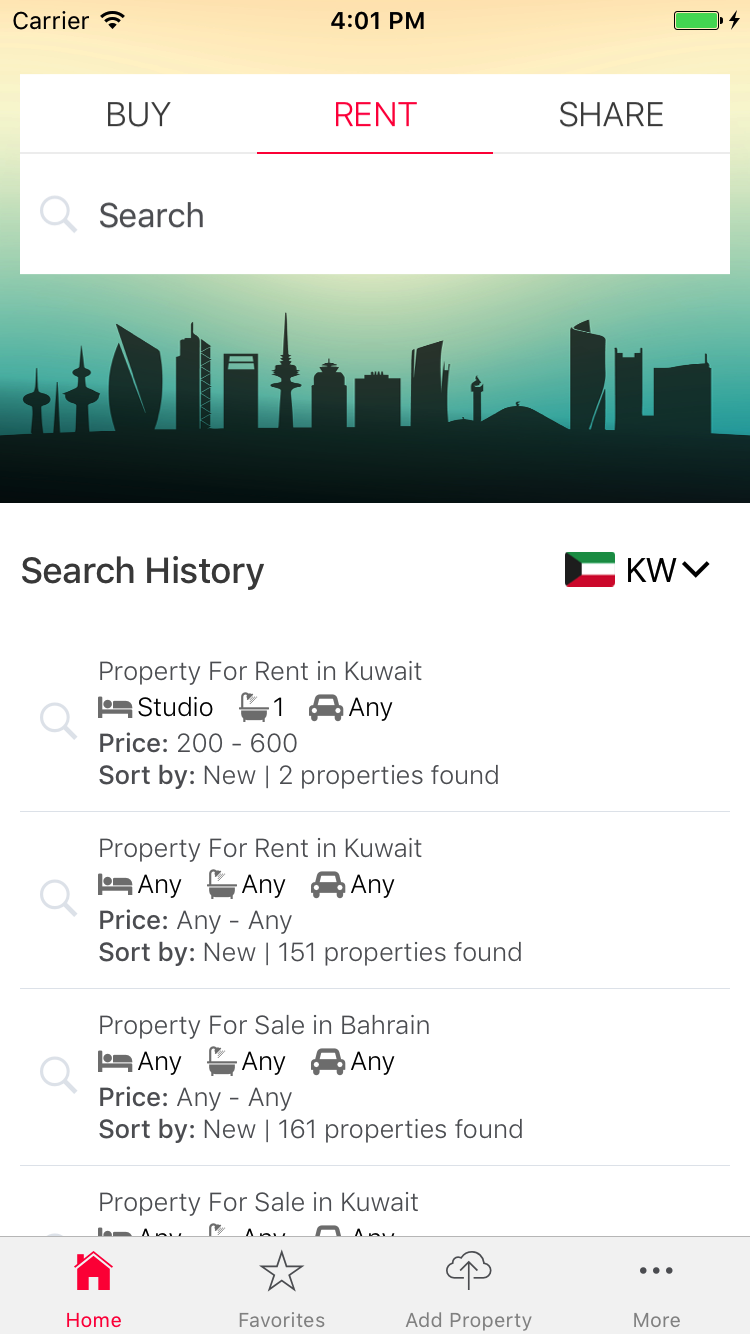 Carrier 4:01 PM
BUY RENT SHARE
Search
Search History KW
Property For Rent in Kuwait
Studio 1 Any
Price: 200 - 600
Sort by: New | 2 properties found
Property For Rent in Kuwait
Any Any Any
Price: Any - Any
Sort by: New | 151 properties found
Property For Sale in Bahrain
Any Any Any
Price: Any - Any
Sort by: New | 161 properties found
Property For Sale in Kuwait
Any Any Any
Home Favorites Add Property More